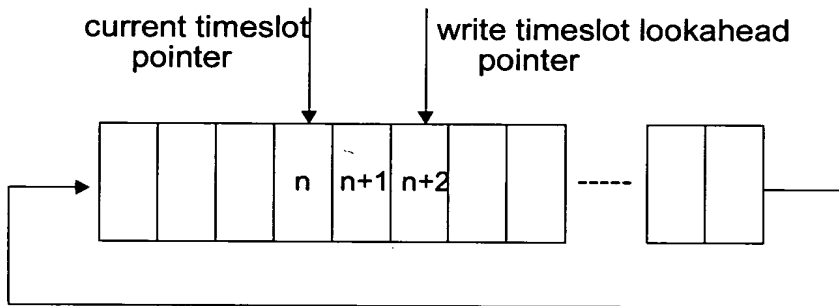 current timeslot
pointer
write timeslot lookahead
pointer
n
n+1
n+2